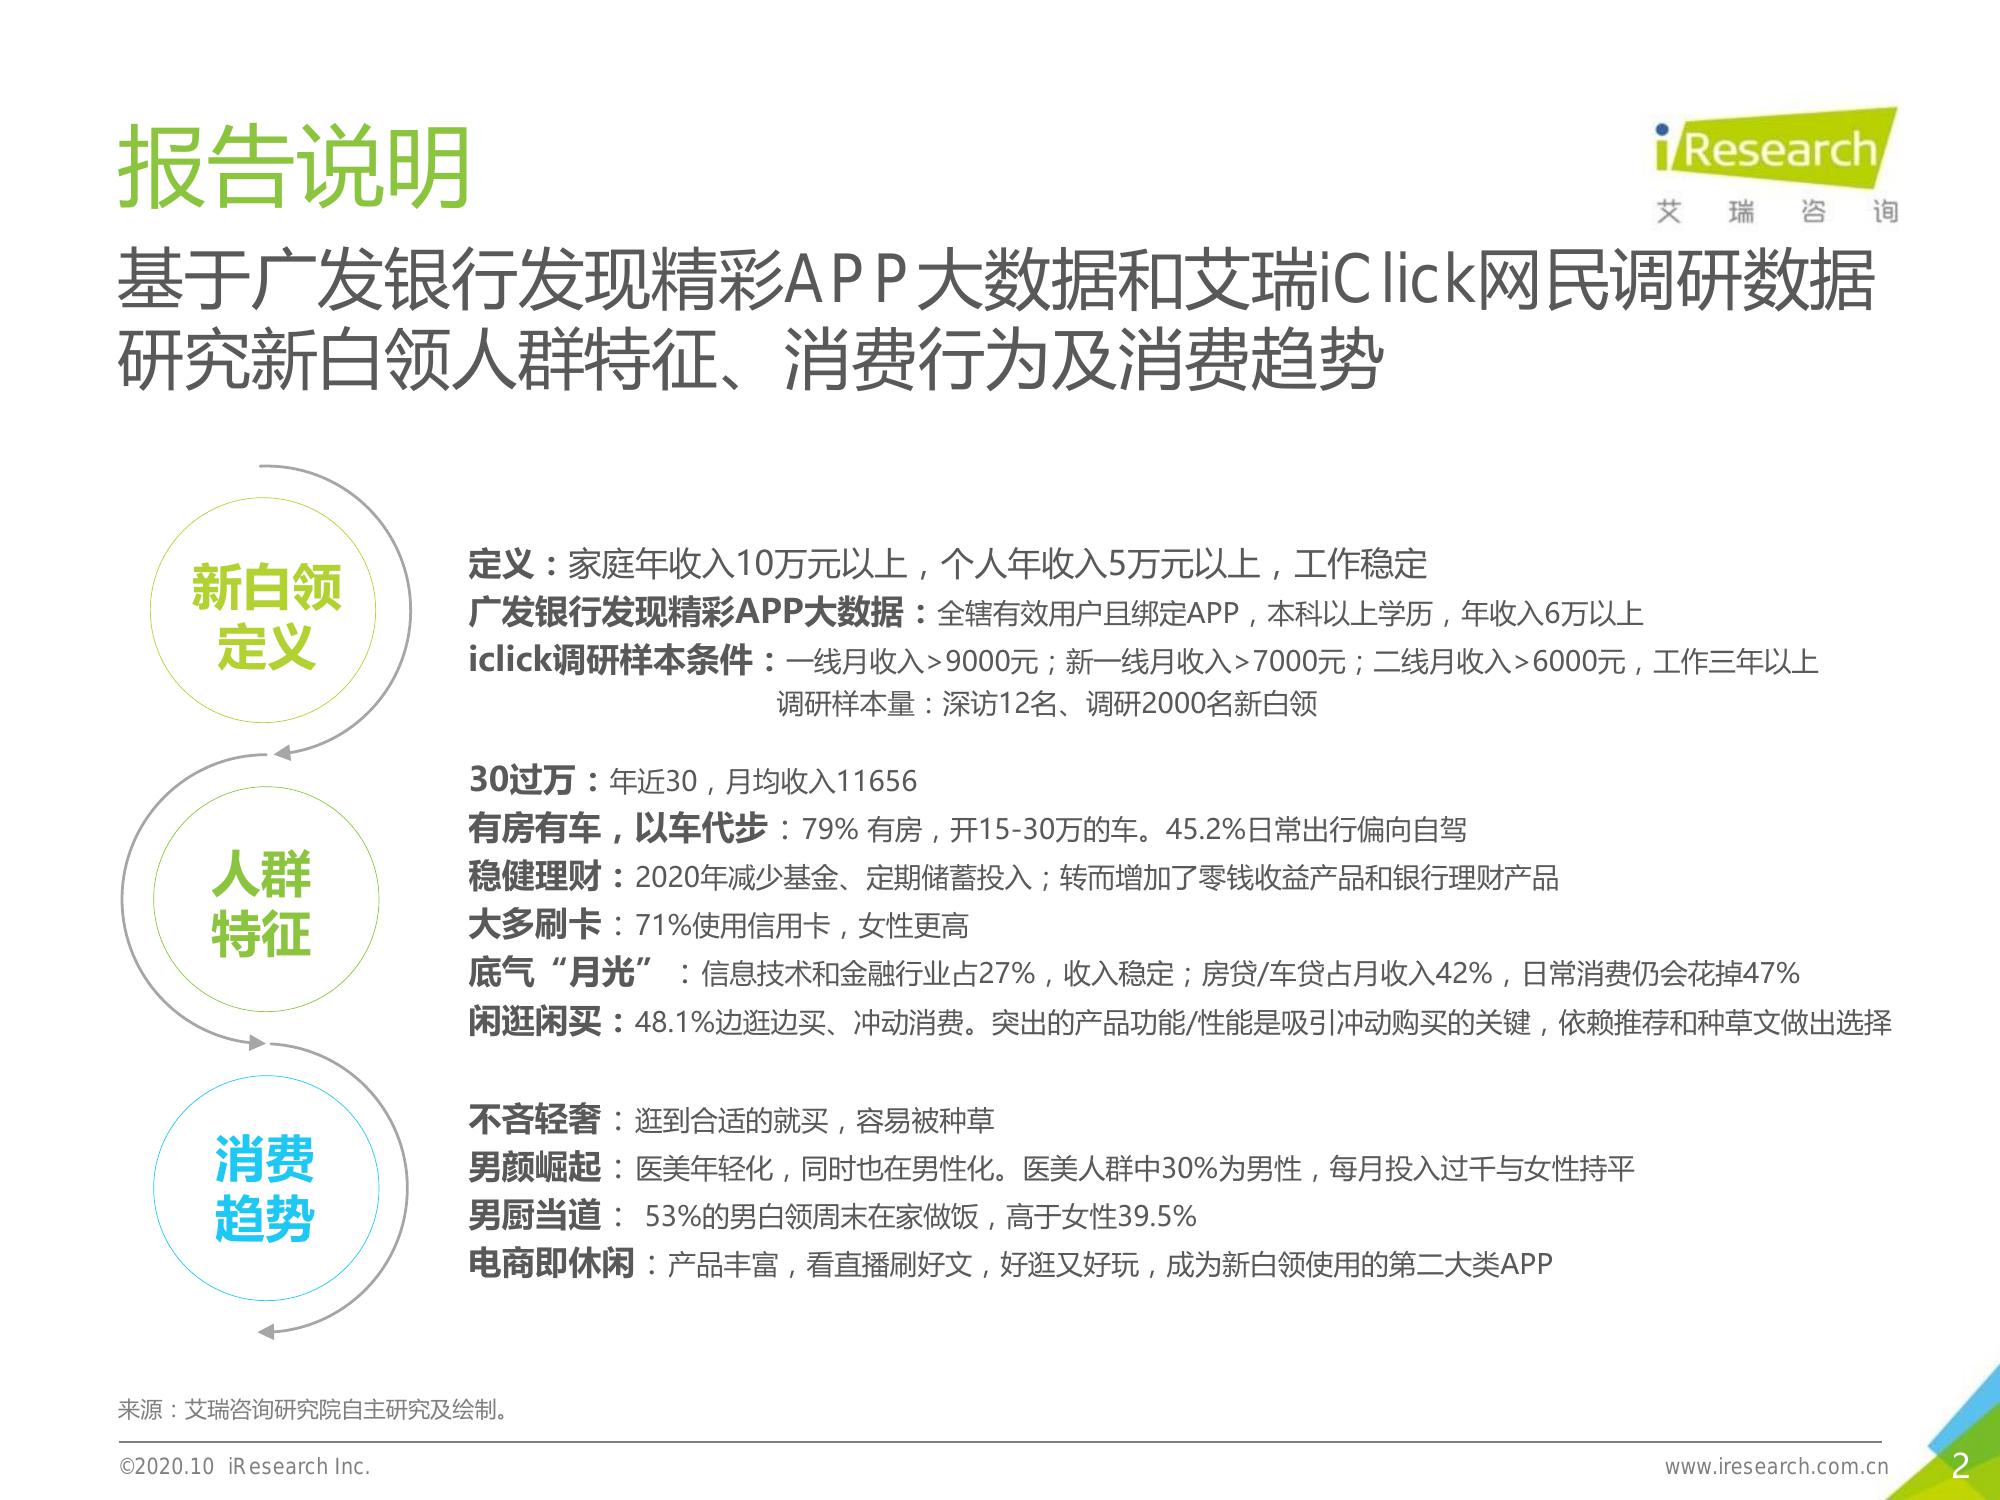 报告说明
iResearch
艾瑞咨询
基于广发银行发现精彩APP大数据和艾瑞iClick网民调研数据
研究新白领人群特征、消费行为及消费趋势
新白领
定义
定义：家庭年收入10万元以上，个人年收入5万元以上，工作稳定
广发银行发现精彩APP大数据：全辖有效用户且绑定APP，本科以上学历，年收入6万以上
iclick调研样本条件：一线月收入>9000元；新一线月收入>7000元；二线月收入>6000元，工作三年以上
调研样本量：深访12名、调研2000名新白领
人群
特征
30过万：年近30，月均收入11656
有房有车，以车代步：79% 有房，开15-30万的车。45.2%日常出行偏向自驾
稳健理财：2020年减少基金、定期储蓄投入；转而增加了零钱收益产品和银行理财产品
大多刷卡：71%使用信用卡，女性更高
底气“月光” ：信息技术和金融行业占27%，收入稳定；房贷/车贷占月收入42%，日常消费仍会花掉47%
闲逛闲买：48.1%边逛边买、冲动消费。突出的产品功能/性能是吸引冲动购买的关键，依赖推荐和种草文做出选择
消费
趋势
不吝轻奢：逛到合适的就买，容易被种草
男颜崛起：医美年轻化，同时也在男性化。医美人群中30%为男性，每月投入过千与女性持平
男厨当道： 53%的男白领周末在家做饭，高于女性39.5%
电商即休闲：产品丰富，看直播刷好文，好逛又好玩，成为新白领使用的第二大类APP
来源：艾瑞咨询研究院自主研究及绘制。
©2020.10 iResearch Inc.
www.iresearch.com.cn
2